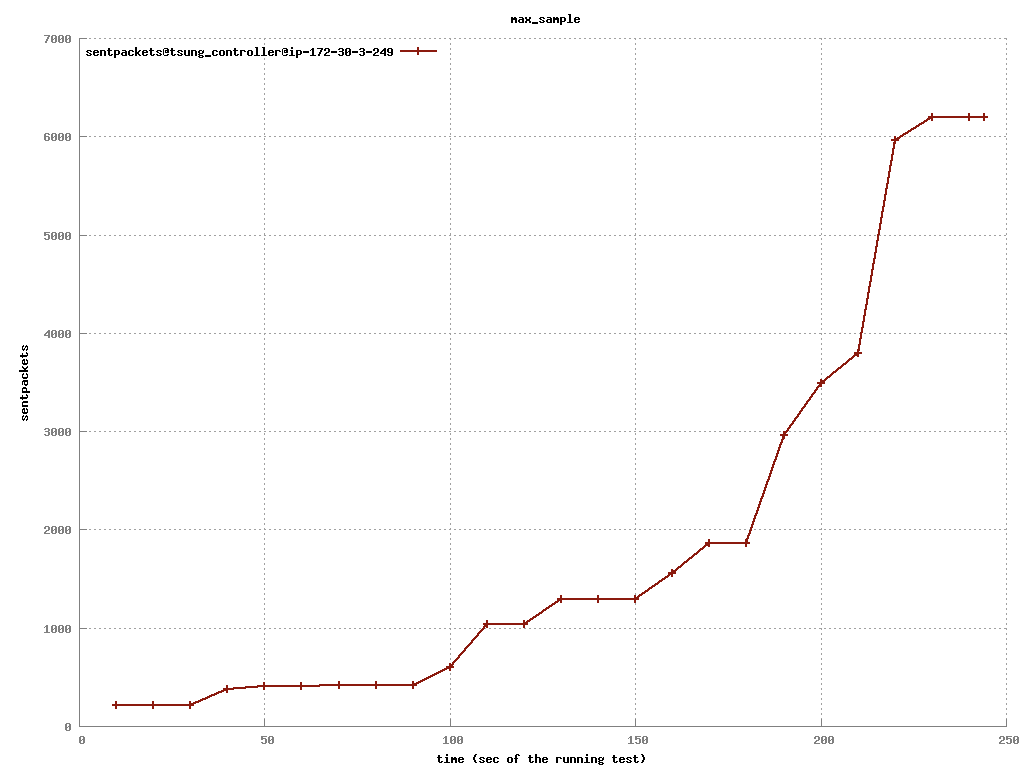 max_sample
7000
sentpackets@tsung_controller@ip-172-30-3-249
6000
5000
4000
sentpackets
3000
2000
1000
0
0 50 100 150 200 250
time (sec of the running test)